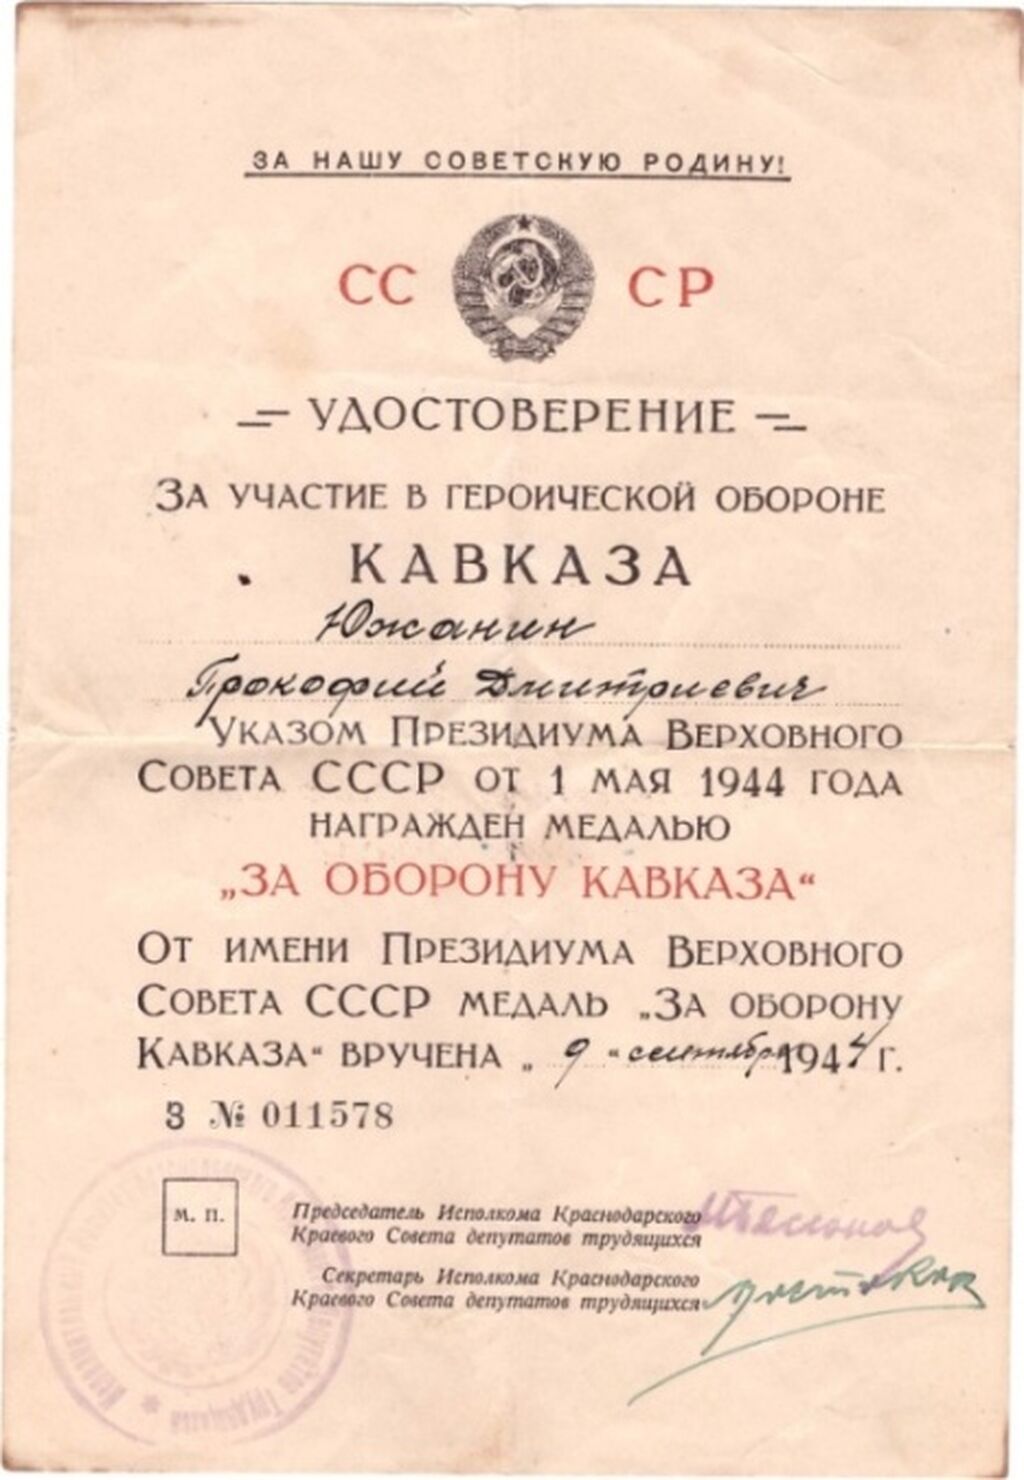 ЗА НАШУ СОВЕТСКУЮ РОДИНУ!
СС СР
УДОСТОВЕРЕНИЕ
ЗА УЧАСТИЕ В ГЕРОИЧЕСКОЙ ОБОРОНЕ
КАВКАЗА
Южанин
Прокофий Дмитриевич
УКАЗОМ ПРЕЗИДИУМА ВЕРХОВНОГО
СОВЕТА СССР ОТ 1 МАЯ 1944 ГОДА
НАГРАЖДЕН МЕДАЛЬЮ
„ЗА ОБОРОНУ КАВКАЗА“
ОТ ИМЕНИ ПРЕЗИДИУМА ВЕРХОВНОГО
СОВЕТА СССР МЕДАЛЬ „ЗА ОБОРОНУ
КАВКАЗА“ ВРУЧЕНА „ 9 “ сентября 1944 Г.
З № 011578
М. П.
Председатель Исполкома Краснодарского
Краевого Совета депутатов трудящихся
Секретарь Исполкома Краснодарского
Краевого Совета депутатов трудящихся